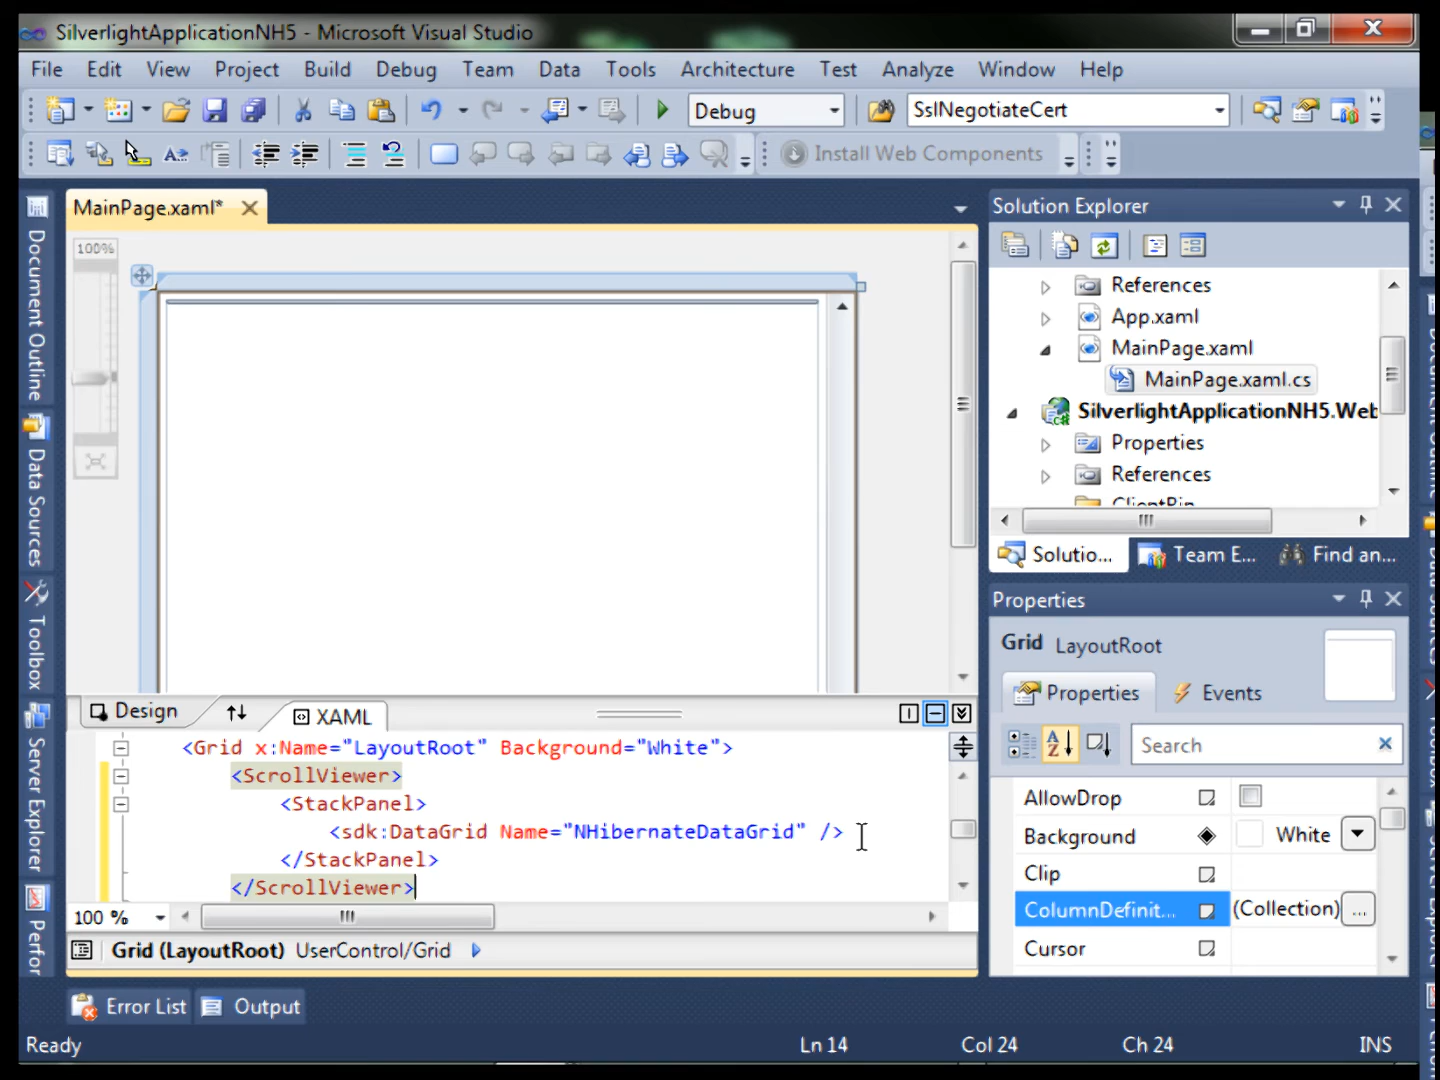 SilverlightApplicationNH5 - Microsoft Visual Studio
File Edit View Project Build Debug Team Data Tools Architecture Test Analyze Window Help
Debug SslNegotiateCert
Install Web Components
Document Outline
Data Sources
Toolbox
Server Explorer
Perfor
MainPage.xaml*
100%
Design XAML
<Grid x:Name="LayoutRoot" Background="White">
<ScrollViewer>
<StackPanel>
<sdk:DataGrid Name="NHibernateDataGrid" />
</StackPanel>
</ScrollViewer>
100 %
Grid (LayoutRoot) UserControl/Grid
Solution Explorer
References
App.xaml
MainPage.xaml
MainPage.xaml.cs
SilverlightApplicationNH5.Web
Properties
References
ClientBin
Solutio... Team E... Find an...
Properties
Grid LayoutRoot
Properties Events
Search
AllowDrop
Background White
Clip
ColumnDefinit... (Collection) ...
Cursor
Error List Output
Ready Ln 14 Col 24 Ch 24 INS